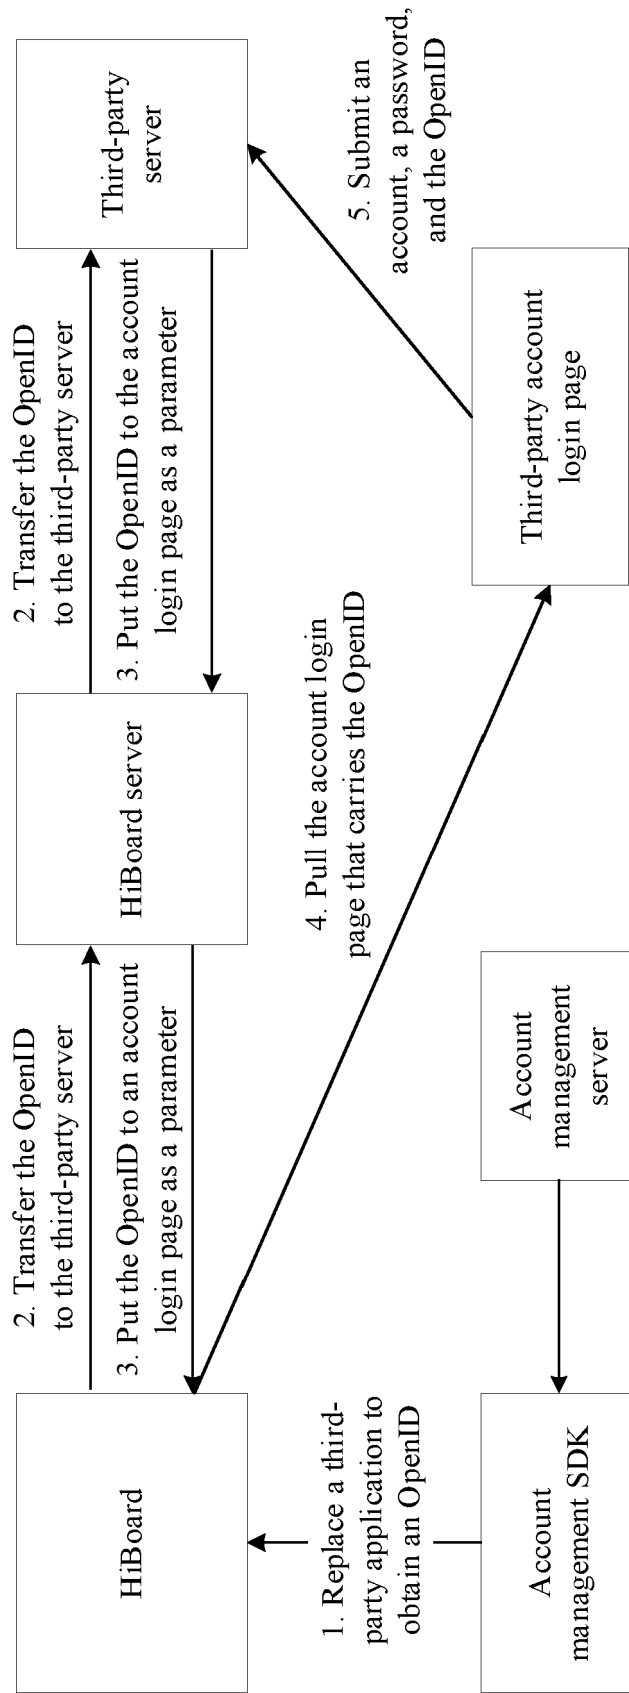 HiBoard
2. Transfer the OpenID
to the third-party server
3. Put the OpenID to an account
login page as a parameter
HiBoard server
2. Transfer the OpenID
to the third-party server
3. Put the OpenID to the account
login page as a parameter
Third-party
server
1. Replace a third-
party application to
obtain an OpenID
4. Pull the account login
page that carries the OpenID
5. Submit an
account, a password,
and the OpenID
Account
management SDK
Account
management
server
Third-party account
login page